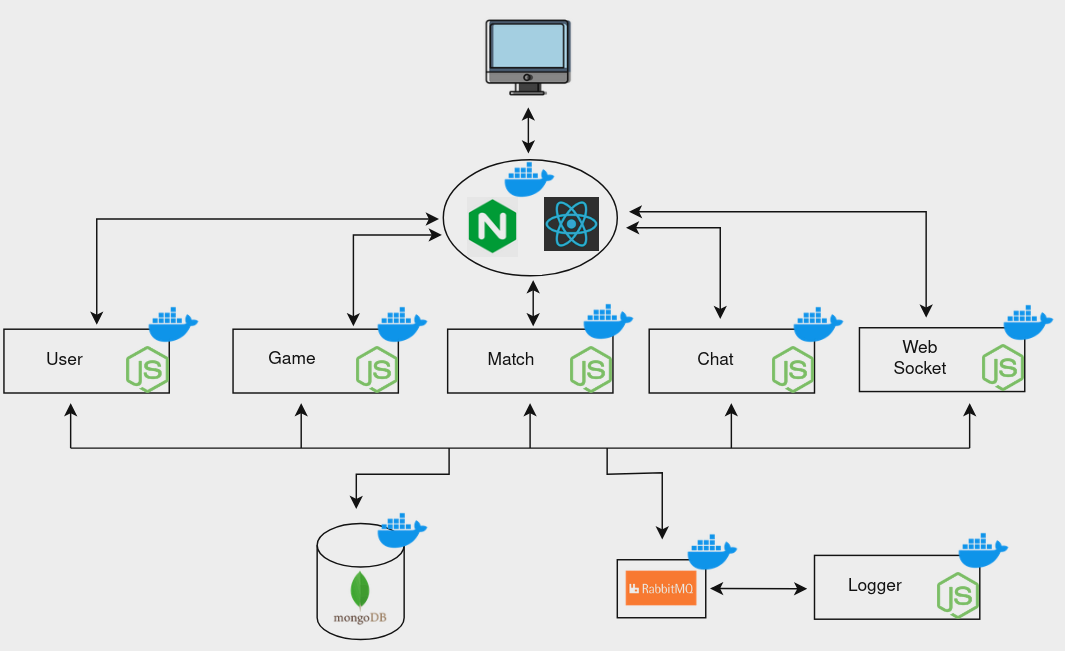 N
User
JS
Game
JS
Match
JS
Chat
JS
Web
Socket
JS
mongoDB
RabbitMQ
Logger
JS